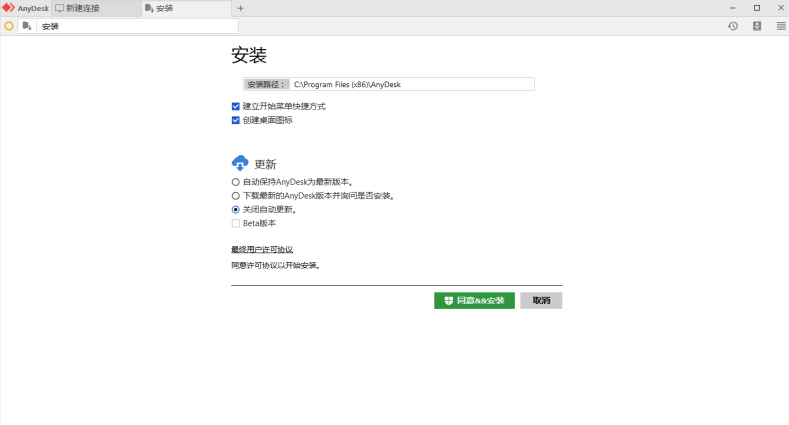 AnyDesk 新建连接 安装 +
安装
安装
安装路径： C:\Program Files (x86)\AnyDesk
建立开始菜单快捷方式
创建桌面图标
更新
自动保持AnyDesk为最新版本。
下载最新的AnyDesk版本并询问是否安装。
关闭自动更新。
Beta版本
最终用户许可协议
同意许可协议以开始安装。
同意&&安装 取消